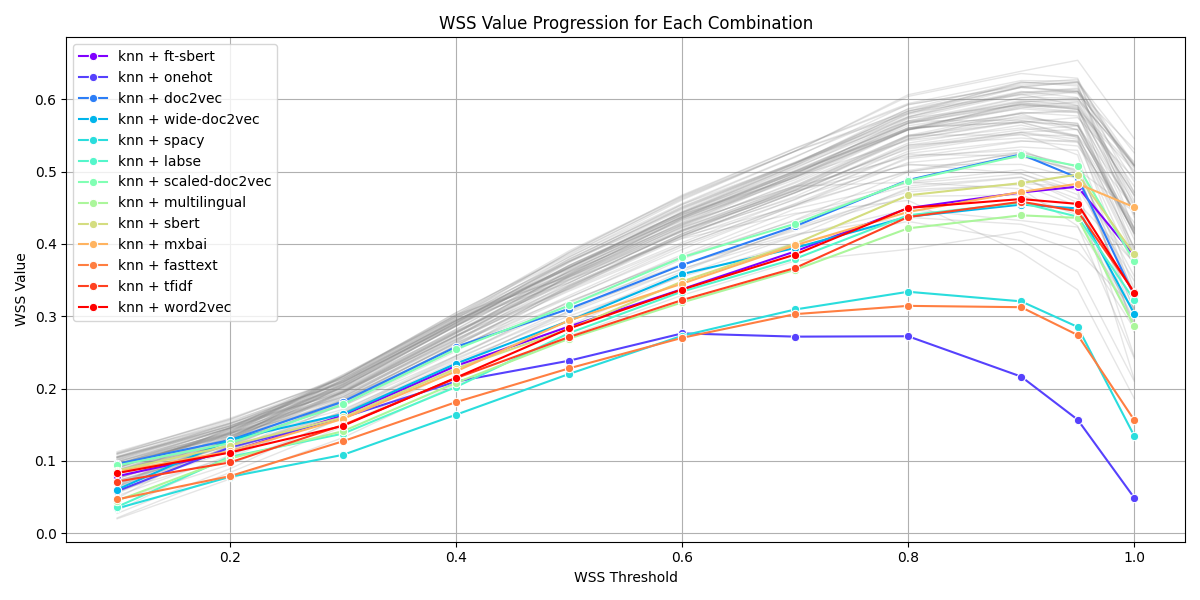 WSS Value Progression for Each Combination
knn + ft-sbert
knn + onehot
knn + doc2vec
knn + wide-doc2vec
knn + spacy
knn + labse
knn + scaled-doc2vec
knn + multilingual
knn + sbert
knn + mxbai
knn + fasttext
knn + tfidf
knn + word2vec
WSS Value
0.6
0.5
0.4
0.3
0.2
0.1
0.0
0.2 0.4 0.6 0.8 1.0
WSS Threshold